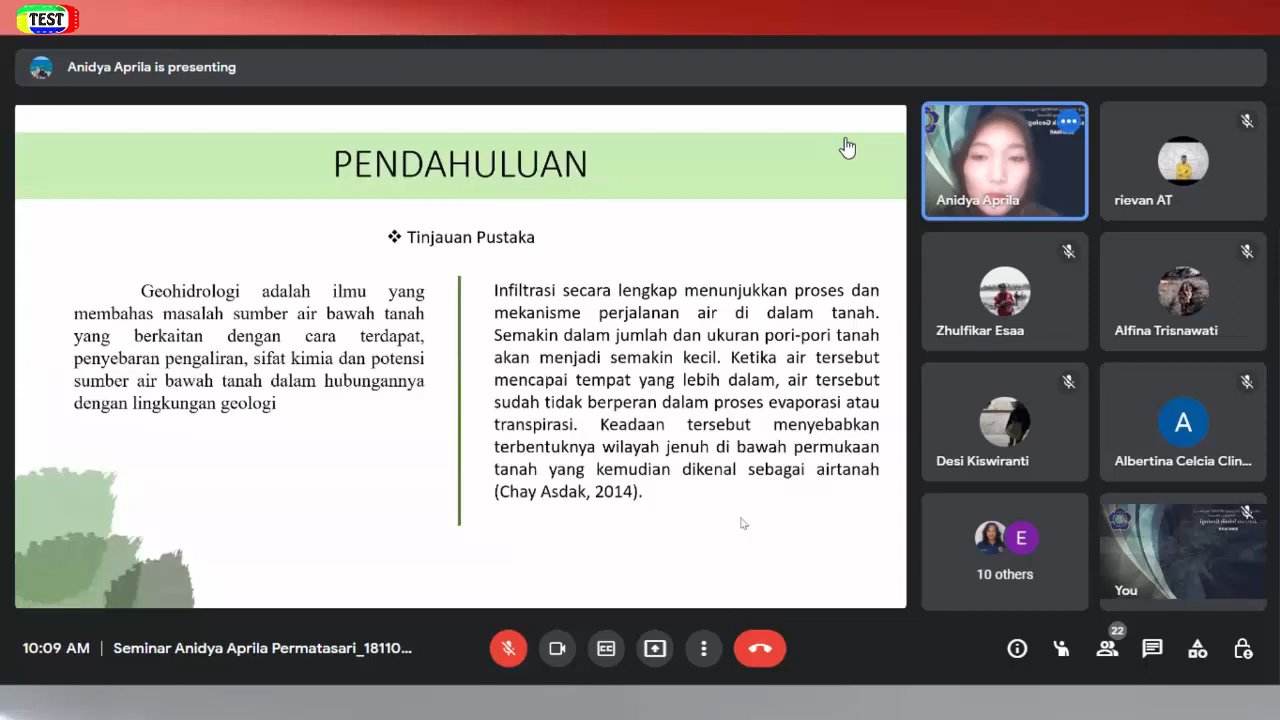 TEST
Anidya Aprila is presenting
PENDAHULUAN
❖ Tinjauan Pustaka
Geohidrologi adalah ilmu yang
membahas masalah sumber air bawah tanah
yang berkaitan dengan cara terdapat,
penyebaran pengaliran, sifat kimia dan potensi
sumber air bawah tanah dalam hubungannya
dengan lingkungan geologi
Infiltrasi secara lengkap menunjukkan proses dan
mekanisme perjalanan air di dalam tanah.
Semakin dalam jumlah dan ukuran pori-pori tanah
akan menjadi semakin kecil. Ketika air tersebut
mencapai tempat yang lebih dalam, air tersebut
sudah tidak berperan dalam proses evaporasi atau
transpirasi. Keadaan tersebut menyebabkan
terbentuknya wilayah jenuh di bawah permukaan
tanah yang kemudian dikenal sebagai airtanah
(Chay Asdak, 2014).
Anidya Aprila
rievan AT
Zhulfikar Esaa
Alfina Trisnawati
Desi Kiswiranti
A
Albertina Celcia Clin...
E
10 others
You
10:09 AM
Seminar Anidya Aprila Permatasari_18110...
CC
22